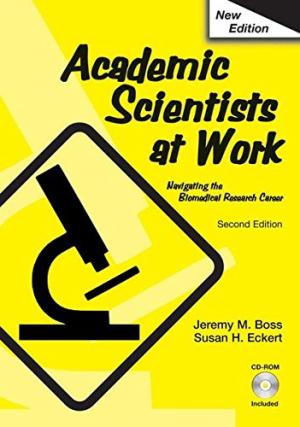 New
Edition
Academic
Scientists
at Work
Navigating the
Biomedical Research Career
Second Edition
Jeremy M. Boss
Susan H. Eckert
CD-ROM
Included